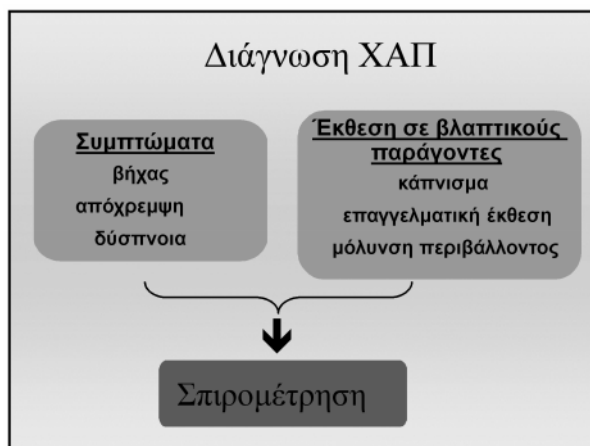 Διάγνωση ΧΑΠ
Συμπτώματα
βήχας
απόχρεμψη
δύσπνοια
Έκθεση σε βλαπτικούς
παράγοντες
κάπνισμα
επαγγελματική έκθεση
μόλυνση περιβάλλοντος
Σπιρομέτρηση